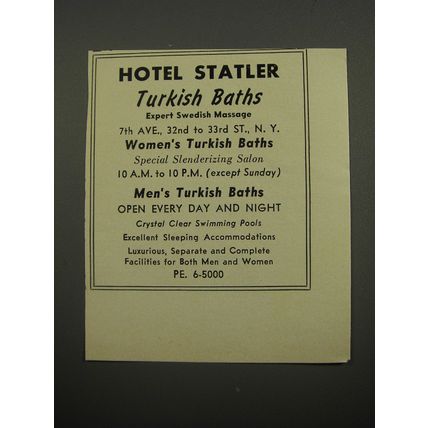 HOTEL STATLER
Turkish Baths
Expert Swedish Massage
7th AVE., 32nd to 33rd ST., N. Y.
Women's Turkish Baths
Special Slenderizing Salon
10 A.M. to 10 P.M. (except Sunday)
Men's Turkish Baths
OPEN EVERY DAY AND NIGHT
Crystal Clear Swimming Pools
Excellent Sleeping Accommodations
Luxurious, Separate and Complete
Facilities for Both Men and Women
PE. 6-5000